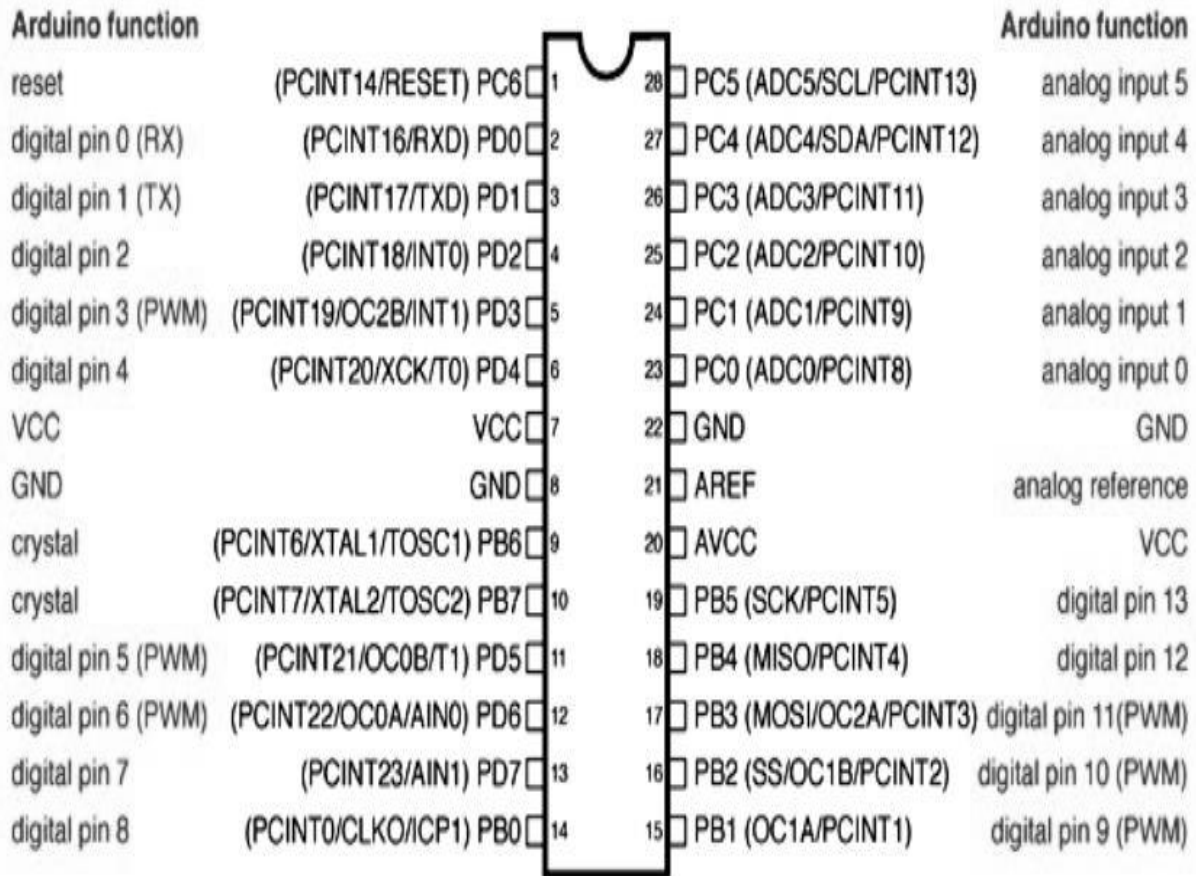 Arduino function Arduino function
reset (PCINT14/RESET) PC6 1 28 PC5 (ADC5/SCL/PCINT13) analog input 5
digital pin 0 (RX) (PCINT16/RXD) PD0 2 27 PC4 (ADC4/SDA/PCINT12) analog input 4
digital pin 1 (TX) (PCINT17/TXD) PD1 3 26 PC3 (ADC3/PCINT11) analog input 3
digital pin 2 (PCINT18/INT0) PD2 4 25 PC2 (ADC2/PCINT10) analog input 2
digital pin 3 (PWM) (PCINT19/OC2B/INT1) PD3 5 24 PC1 (ADC1/PCINT9) analog input 1
digital pin 4 (PCINT20/XCK/T0) PD4 6 23 PC0 (ADC0/PCINT8) analog input 0
VCC VCC 7 22 GND GND
GND GND 8 21 AREF analog reference
crystal (PCINT6/XTAL1/TOSC1) PB6 9 20 AVCC VCC
crystal (PCINT7/XTAL2/TOSC2) PB7 10 19 PB5 (SCK/PCINT5) digital pin 13
digital pin 5 (PWM) (PCINT21/OC0B/T1) PD5 11 18 PB4 (MISO/PCINT4) digital pin 12
digital pin 6 (PWM) (PCINT22/OC0A/AIN0) PD6 12 17 PB3 (MOSI/OC2A/PCINT3) digital pin 11(PWM)
digital pin 7 (PCINT23/AIN1) PD7 13 16 PB2 (SS/OC1B/PCINT2) digital pin 10 (PWM)
digital pin 8 (PCINT0/CLKO/ICP1) PB0 14 15 PB1 (OC1A/PCINT1) digital pin 9 (PWM)